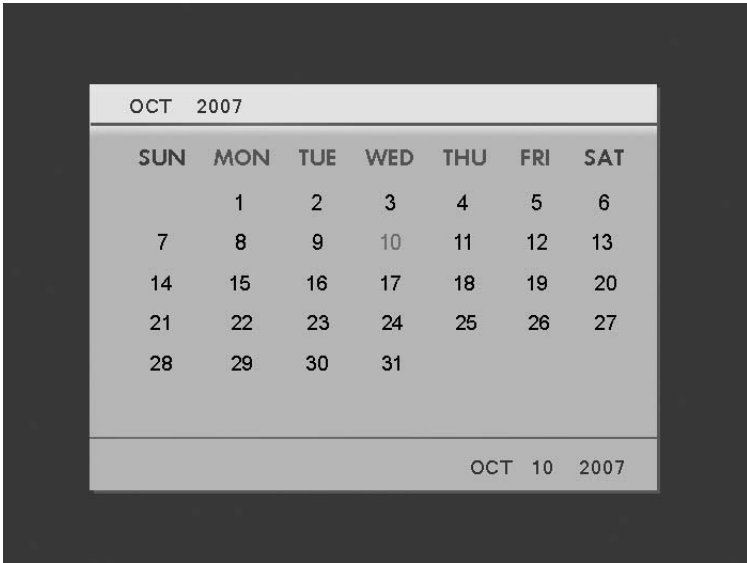 OCT 2007
SUN MON TUE WED THU FRI SAT
1 2 3 4 5 6
7 8 9 10 11 12 13
14 15 16 17 18 19 20
21 22 23 24 25 26 27
28 29 30 31
OCT 10 2007